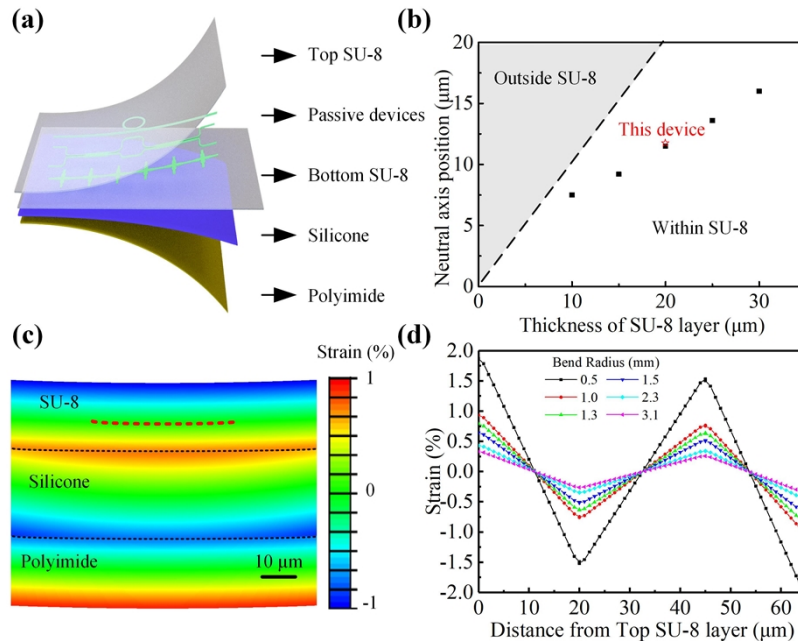 (a)
Top SU-8
Passive devices
Bottom SU-8
Silicone
Polyimide
(b)
Neutral axis position (μm)
20
15
10
5
0
Outside SU-8
This device
Within SU-8
0
10
20
30
Thickness of SU-8 layer (μm)
(c)
Strain (%)
1
0
-1
SU-8
Silicone
Polyimide
10 μm
(d)
Strain (%)
2.0
1.5
1.0
0.5
0.0
-0.5
-1.0
-1.5
-2.0
Bend Radius (mm)
0.5 1.5
1.0 2.3
1.3 3.1
0
20
40
60
Distance from Top SU-8 layer (μm)